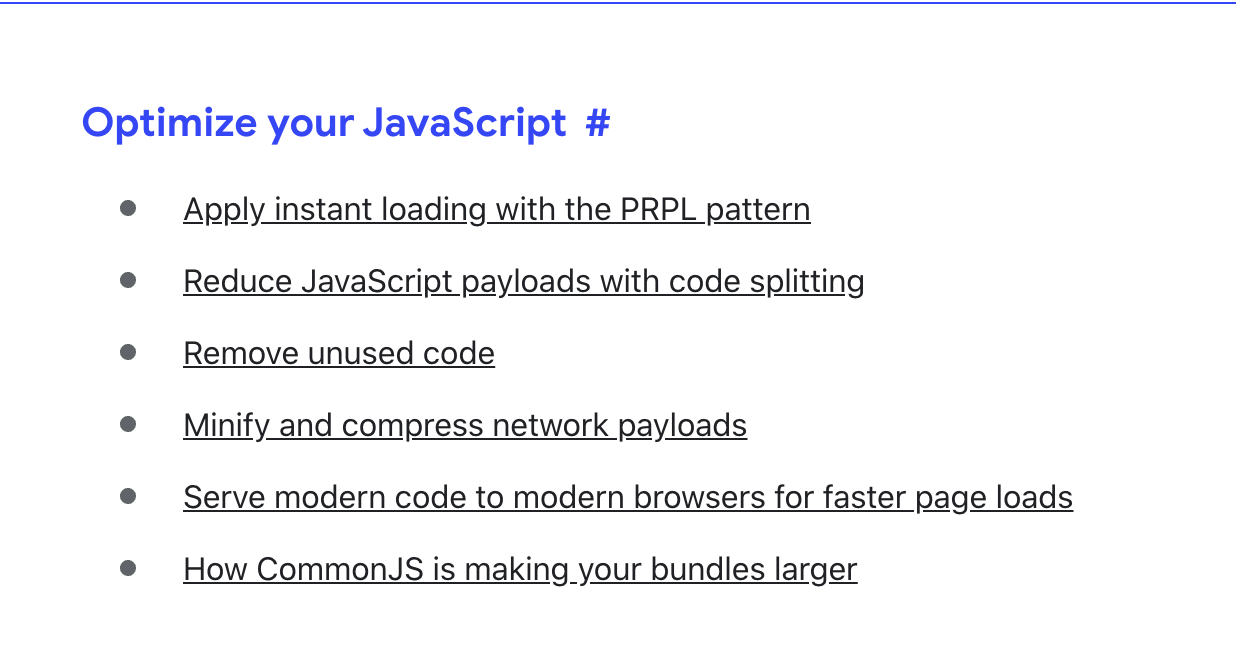 Optimize your JavaScript #
Apply instant loading with the PRPL pattern
Reduce JavaScript payloads with code splitting
Remove unused code
Minify and compress network payloads
Serve modern code to modern browsers for faster page loads
How CommonJS is making your bundles larger